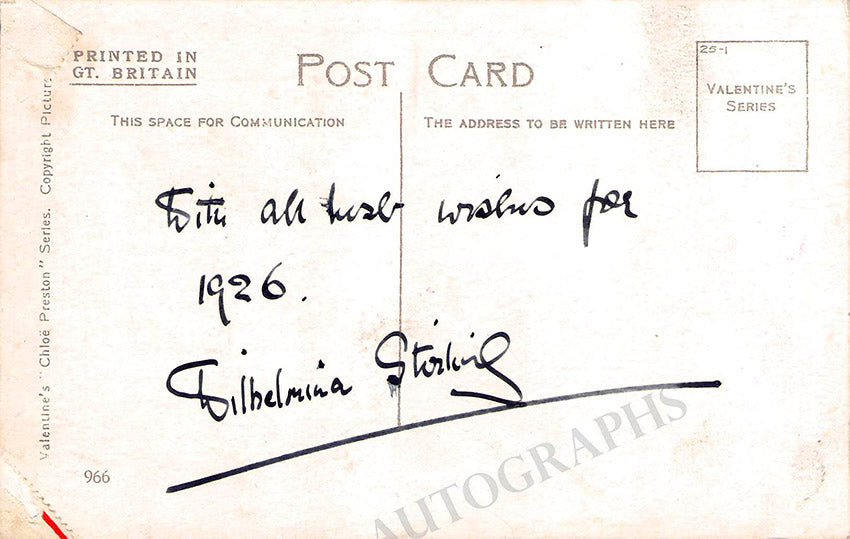 PRINTED IN
GT. BRITAIN
POST CARD
25-1
VALENTINE'S
SERIES
THIS SPACE FOR COMMUNICATION
THE ADDRESS TO BE WRITTEN HERE
Valentine's "Chloë Preston" Series. Copyright Pictur
With all best wishes for
1926.
Wilhelmina Stirling
966
AUTOGRAPHS